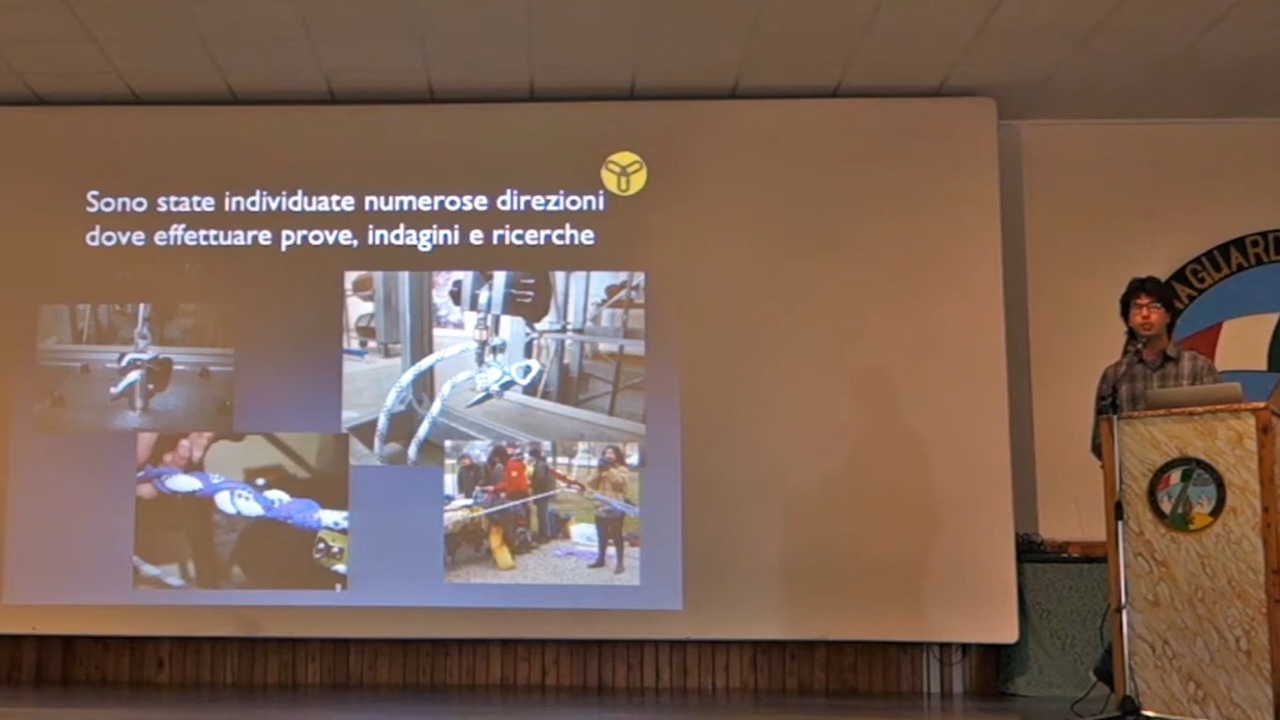 Sono state individuate numerose direzioni
dove effettuare prove, indagini e ricerche